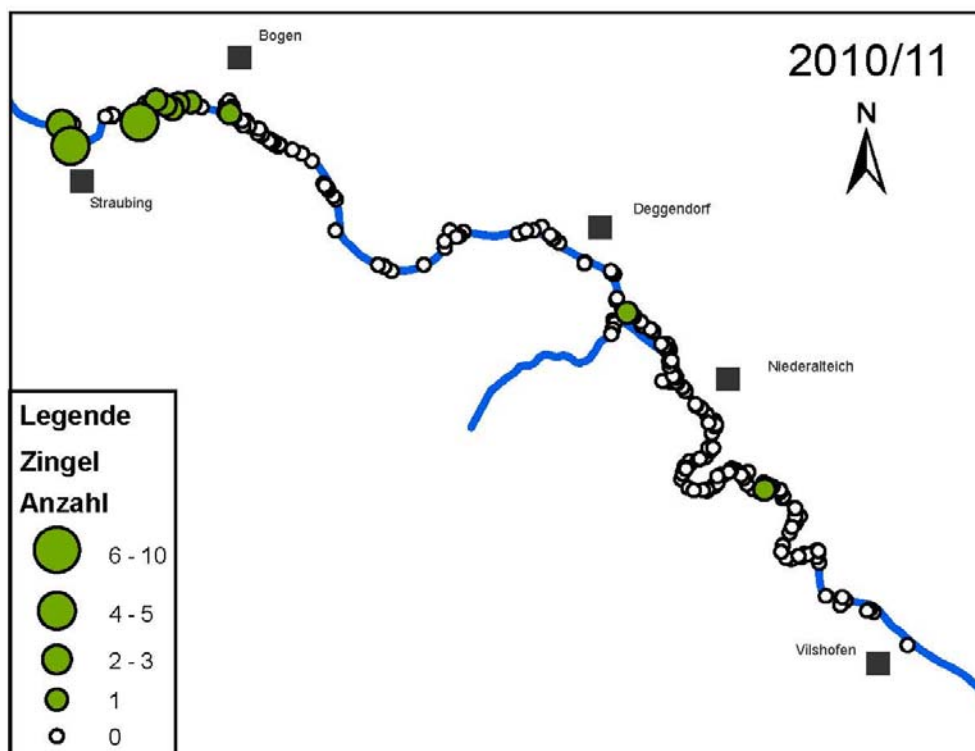 Bogen
2010/11
N
Straubing
Deggendorf
Niederalteich
Vilshofen
Legende
Zingel
Anzahl
6 - 10
4 - 5
2 - 3
1
0